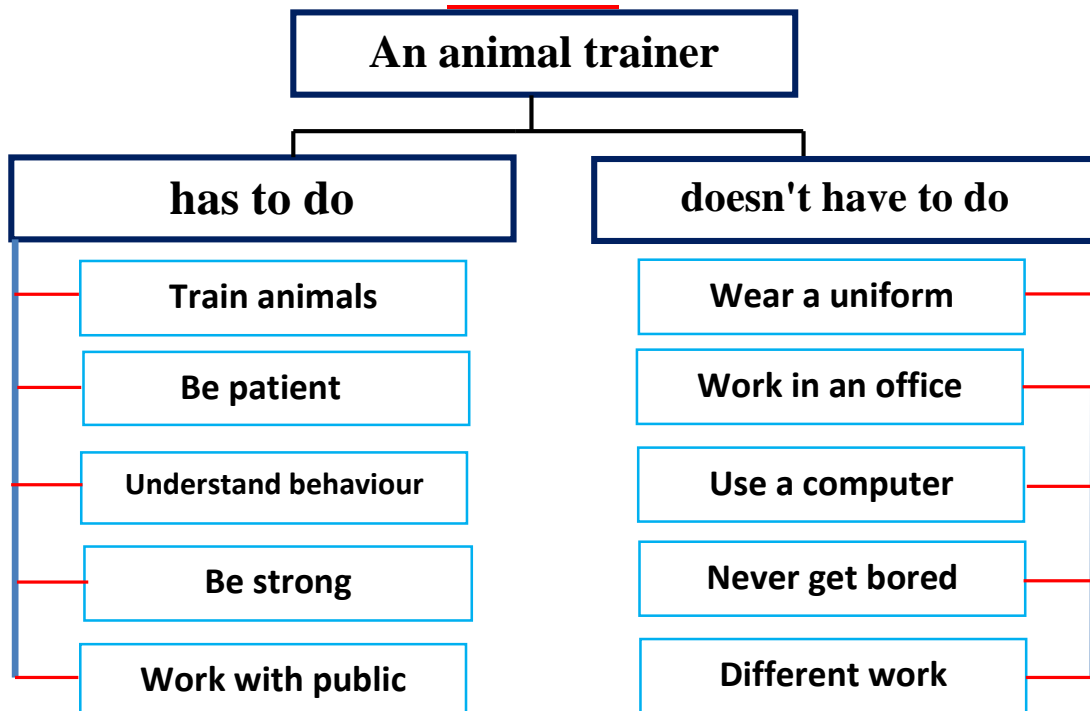 An animal trainer
has to do
Train animals
Be patient
Understand behaviour
Be strong
Work with public
doesn't have to do
Wear a uniform
Work in an office
Use a computer
Never get bored
Different work